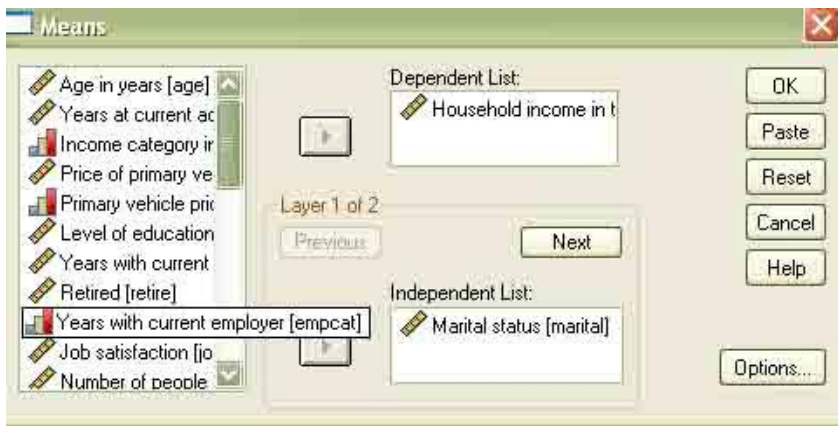 Means
Age in years [age]
Years at current ac
Income category ir
Price of primary ve
Primary vehicle pric
Level of education
Years with current
Retired [retire]
Years with current employer [empcat]
Job satisfaction [jo
Number of people
Dependent List:
Household income in t
Layer 1 of 2
Previous
Next
Independent List:
Marital status [marital]
OK
Paste
Reset
Cancel
Help
Options...